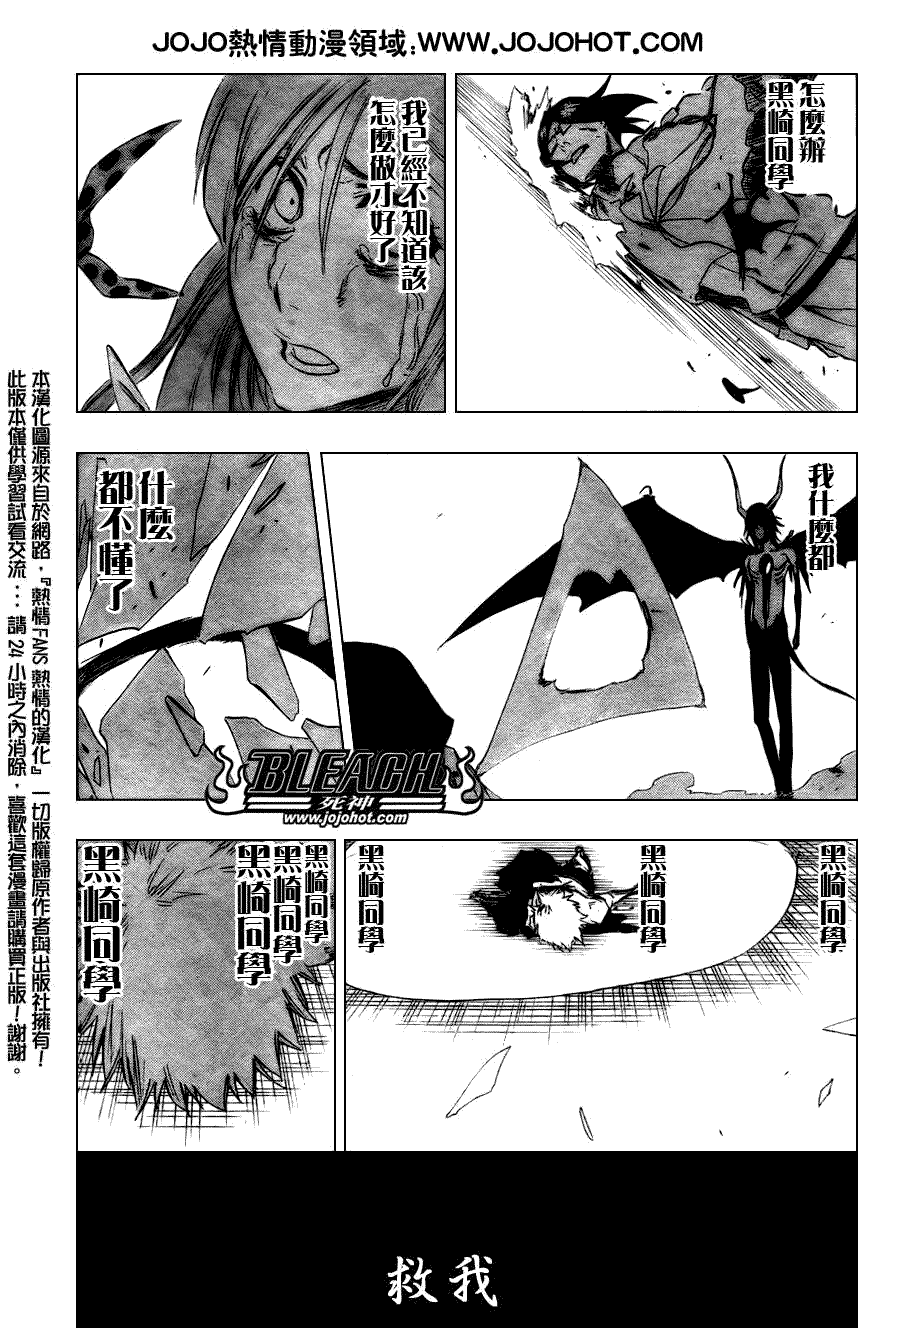 JOJO熱情動漫領域:WWW.JOJOHOT.COM
怎麼辦
黑崎同學
我已經不知道該
怎麼做才好了
我什麼都
什麼
都不懂了
BLEACH
死神
www.jojohot.com
黑崎同學
黑崎同學
黑崎同學
黑崎同學
黑崎同學
黑崎同學
黑崎同學
救我
本漢化圖源來自於網路，『熱情FANS熱情的漢化』一切版權歸原作者與出版社擁有！
此版本僅供學習試看交流…請24小時之內消除，喜歡這套漫畫請購買正版！謝謝。